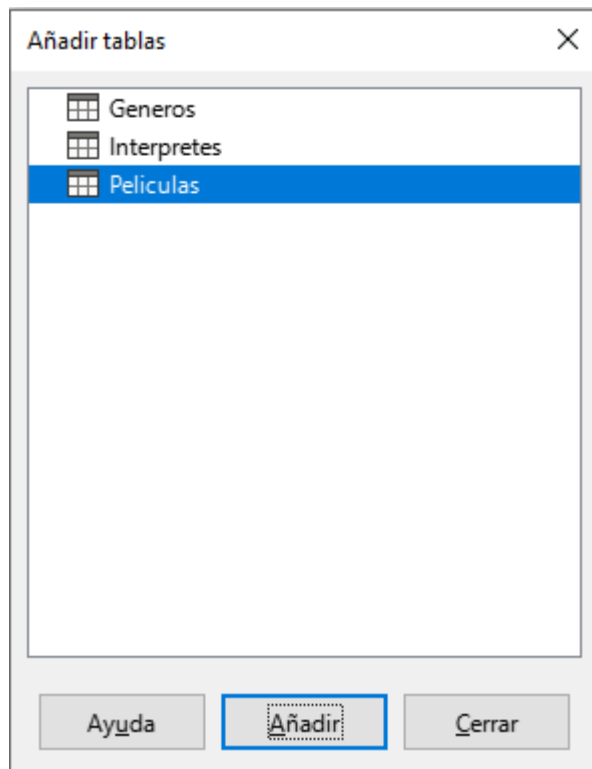 Añadir tablas
Generos
Interpretes
Peliculas
Ayuda Añadir Cerrar